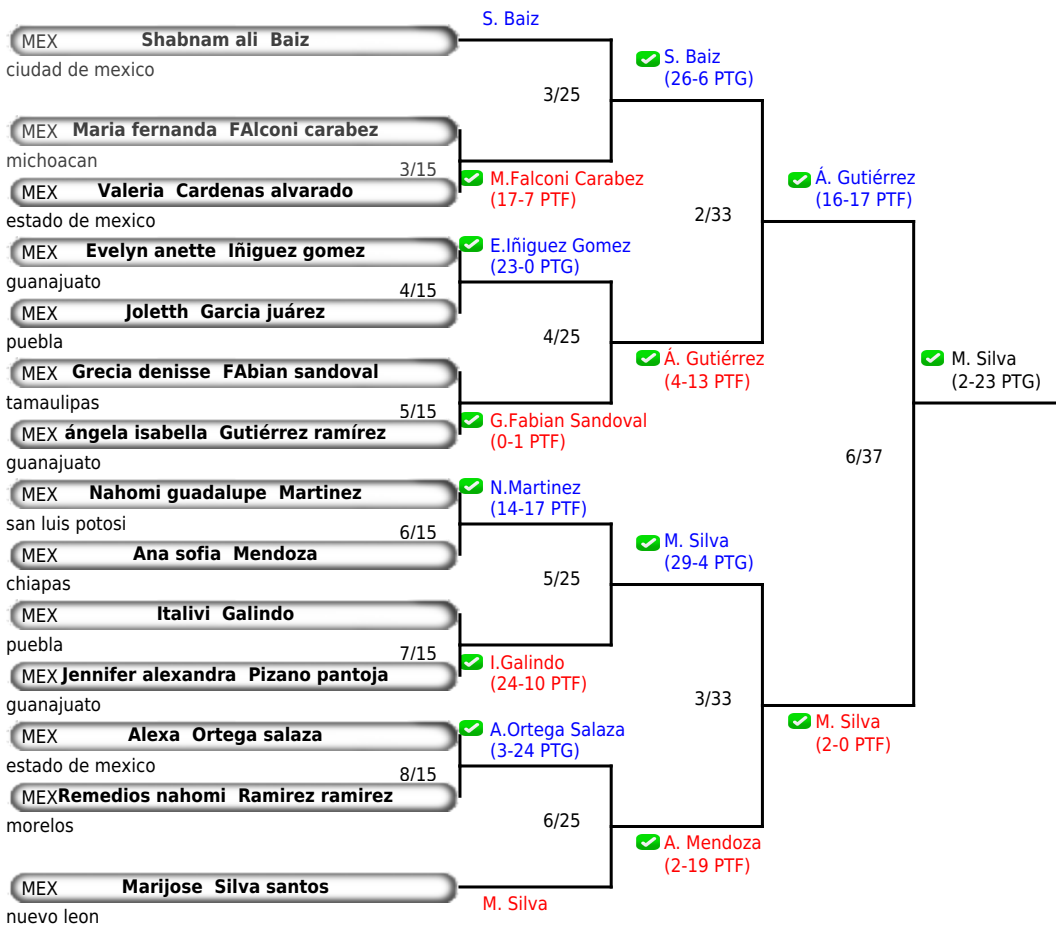 S. Baiz
MEX Shabnam ali Baiz
ciudad de mexico
S. Baiz
(26-6 PTG)
3/25
MEX Maria fernanda FAlconi carabez
michoacan
3/15
M.Falconi Carabez
(17-7 PTF)
MEX Valeria Cardenas alvarado
estado de mexico
Á. Gutiérrez
(16-17 PTF)
2/33
MEX Evelyn anette Iñiguez gomez
guanajuato
E.Iñiguez Gomez
(23-0 PTG)
4/15
MEX Joletth Garcia juárez
puebla
4/25
Á. Gutiérrez
(4-13 PTF)
M. Silva
(2-23 PTG)
MEX Grecia denisse FAbian sandoval
tamaulipas
5/15
G.Fabian Sandoval
(0-1 PTF)
MEX ángela isabella Gutiérrez ramírez
guanajuato
6/37
MEX Nahomi guadalupe Martinez
san luis potosi
N.Martinez
(14-17 PTF)
6/15
MEX Ana sofia Mendoza
chiapas
M. Silva
(29-4 PTG)
5/25
MEX Italivi Galindo
puebla
7/15
I.Galindo
(24-10 PTF)
MEX Jennifer alexandra Pizano pantoja
guanajuato
3/33
M. Silva
(2-0 PTF)
MEX Alexa Ortega salaza
estado de mexico
A.Ortega Salaza
(3-24 PTG)
8/15
MEX Remedios nahomi Ramirez ramirez
morelos
6/25
A. Mendoza
(2-19 PTF)
MEX Marijose Silva santos
nuevo leon
M. Silva